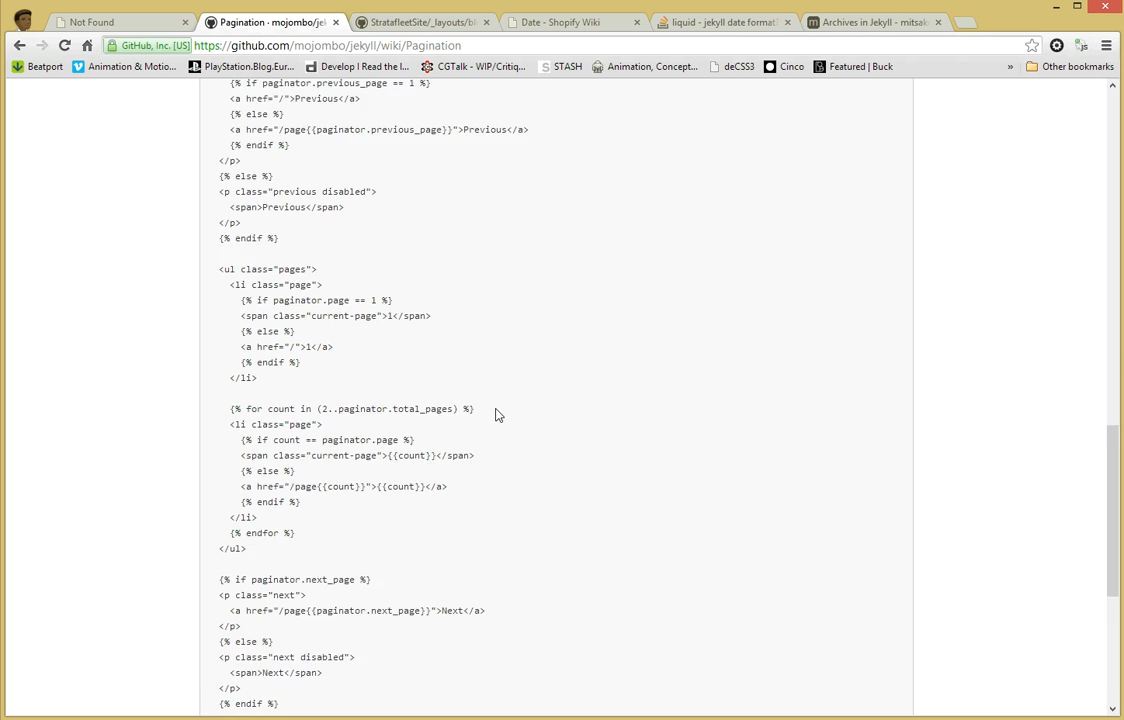 Not Found
Pagination · mojombo/jek
StratafleetSite/_layouts/bl
Date - Shopify Wiki
liquid - jekyll date formati
Archives in Jekyll - mitsak
GitHub, Inc. [US] https://github.com/mojombo/jekyll/wiki/Pagination
js
Beatport Animation & Motio... PlayStation.Blog.Eur... Develop I Read the I... CGTalk - WIP/Critiq... STASH Animation, Concept... deCSS3 Cinco Featured | Buck » Other bookmarks
{% if paginator.previous_page == 1 %}
<a href="/">Previous</a>
{% else %}
<a href="/page{{paginator.previous_page}}">Previous</a>
{% endif %}
</p>
{% else %}
<p class="previous disabled">
<span>Previous</span>
</p>
{% endif %}
<ul class="pages">
<li class="page">
{% if paginator.page == 1 %}
<span class="current-page">1</span>
{% else %}
<a href="/">1</a>
{% endif %}
</li>
{% for count in (2..paginator.total_pages) %}
<li class="page">
{% if count == paginator.page %}
<span class="current-page">{{count}}</span>
{% else %}
<a href="/page{{count}}">{{count}}</a>
{% endif %}
</li>
{% endfor %}
</ul>
{% if paginator.next_page %}
<p class="next">
<a href="/page{{paginator.next_page}}">Next</a>
</p>
{% else %}
<p class="next disabled">
<span>Next</span>
</p>
{% endif %}